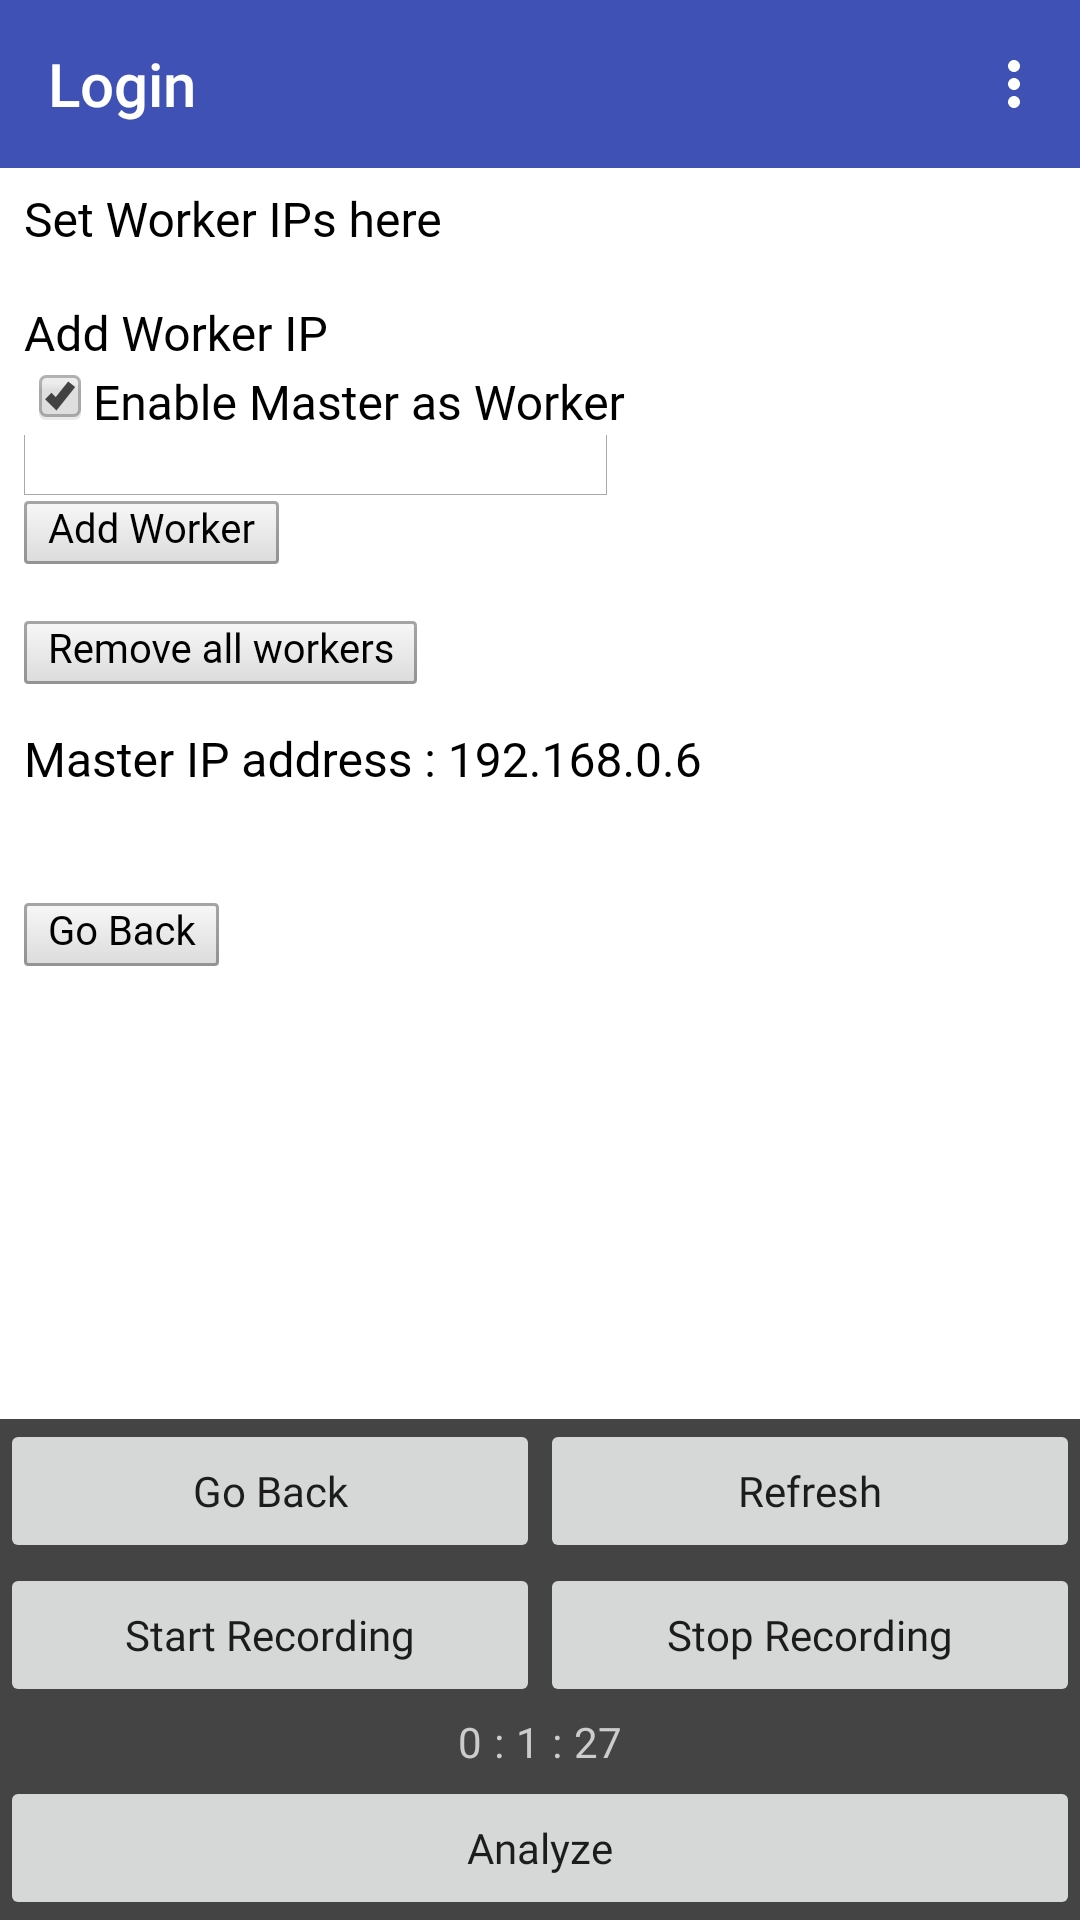 Login
Set Worker IPs here
Add Worker IP
Enable Master as Worker
Add Worker
Remove all workers
Master IP address : 192.168.0.6
Go Back
Go Back
Refresh
Start Recording
Stop Recording
0 : 1 : 27
Analyze